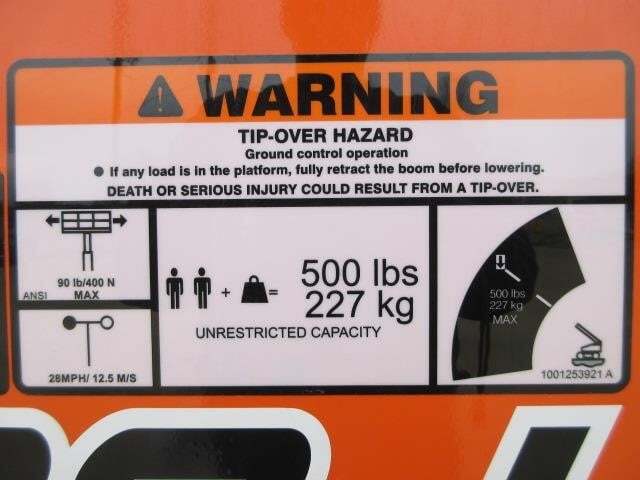 WARNING
TIP-OVER HAZARD
Ground control operation
● If any load is in the platform, fully retract the boom before lowering.
DEATH OR SERIOUS INJURY COULD RESULT FROM A TIP-OVER.
90 lb/400 N
ANSI MAX
28MPH/ 12.5 M/S
+ = 500 lbs
227 kg
UNRESTRICTED CAPACITY
500 lbs
227 kg
MAX
1001253921 A